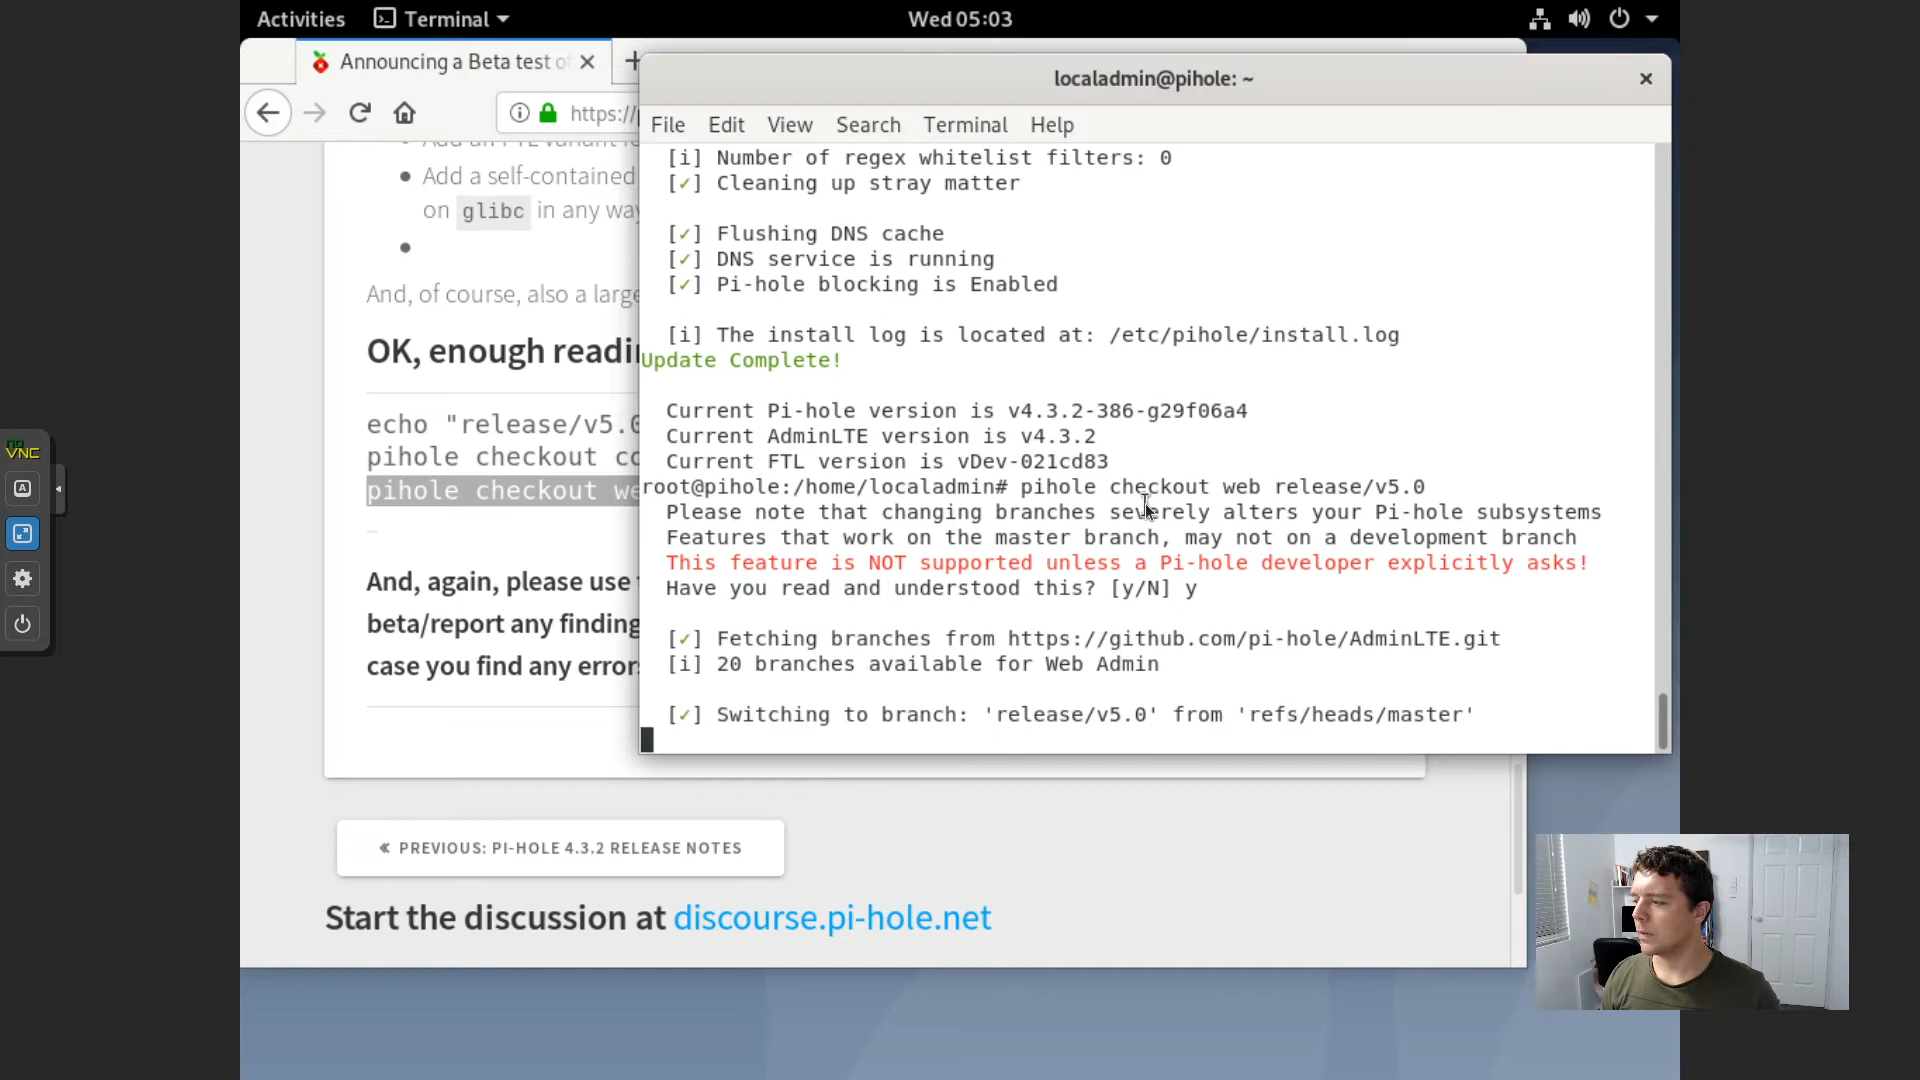 Activities
Terminal
Wed 05:03
Announcing a Beta test of
https://
localadmin@pihole: ~
File Edit View Search Terminal Help
Add a self-contained
on glibc in any way
And, of course, also a large
OK, enough readin
echo "release/v5.0
pihole checkout co
pihole checkout we
And, again, please use
beta/report any finding
case you find any errors
PREVIOUS: PI-HOLE 4.3.2 RELEASE NOTES
Start the discussion at discourse.pi-hole.net
[i] Number of regex whitelist filters: 0
[✓] Cleaning up stray matter
[✓] Flushing DNS cache
[✓] DNS service is running
[✓] Pi-hole blocking is Enabled
[i] The install log is located at: /etc/pihole/install.log
Update Complete!
Current Pi-hole version is v4.3.2-386-g29f06a4
Current AdminLTE version is v4.3.2
Current FTL version is vDev-021cd83
root@pihole:/home/localadmin# pihole checkout web release/v5.0
Please note that changing branches severely alters your Pi-hole subsystems
Features that work on the master branch, may not on a development branch
This feature is NOT supported unless a Pi-hole developer explicitly asks!
Have you read and understood this? [y/N] y
[✓] Fetching branches from https://github.com/pi-hole/AdminLTE.git
[i] 20 branches available for Web Admin
[✓] Switching to branch: 'release/v5.0' from 'refs/heads/master'
no
VNC
A